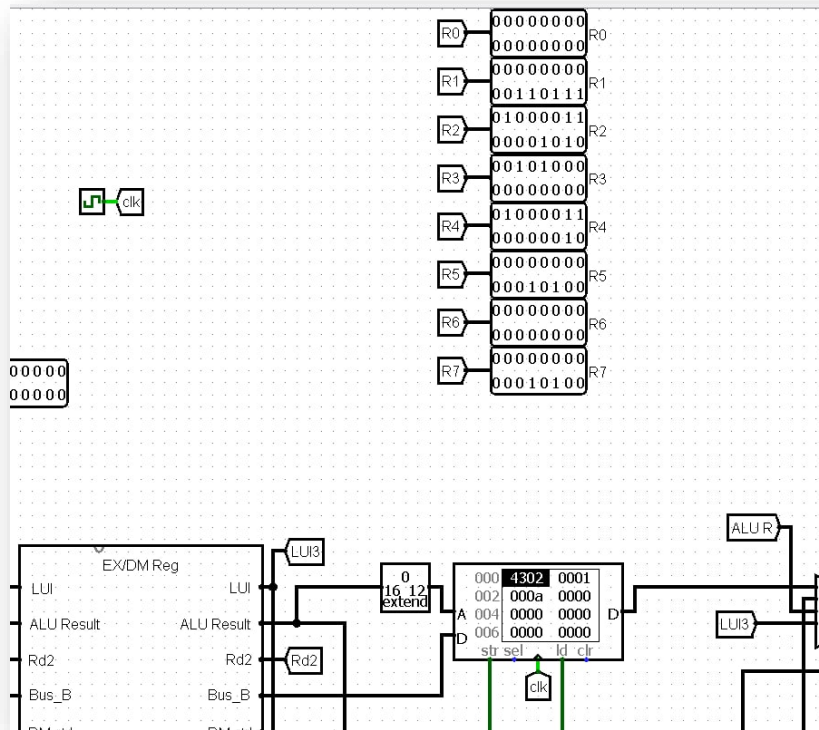 R0 00000000 R0
00000000
R1 00000000 R1
00110111
R2 01000011 R2
00001010
R3 00101000 R3
00000000
clk
R4 01000011 R4
00000010
R5 00000000 R5
00010100
R6 00000000 R6
00000000
R7 00000000 R7
00010100
00000
00000
ALU R
EX/DM Reg
LUI3
LUI LUI
ALU Result ALU Result
Rd2 Rd2 Rd2
Bus_B Bus_B
0
16 12
extend
000 4302 0001
002 000a 0000
A 004 0000 0000 D
D 006 0000 0000
str sel ld clr
clk
LUI3